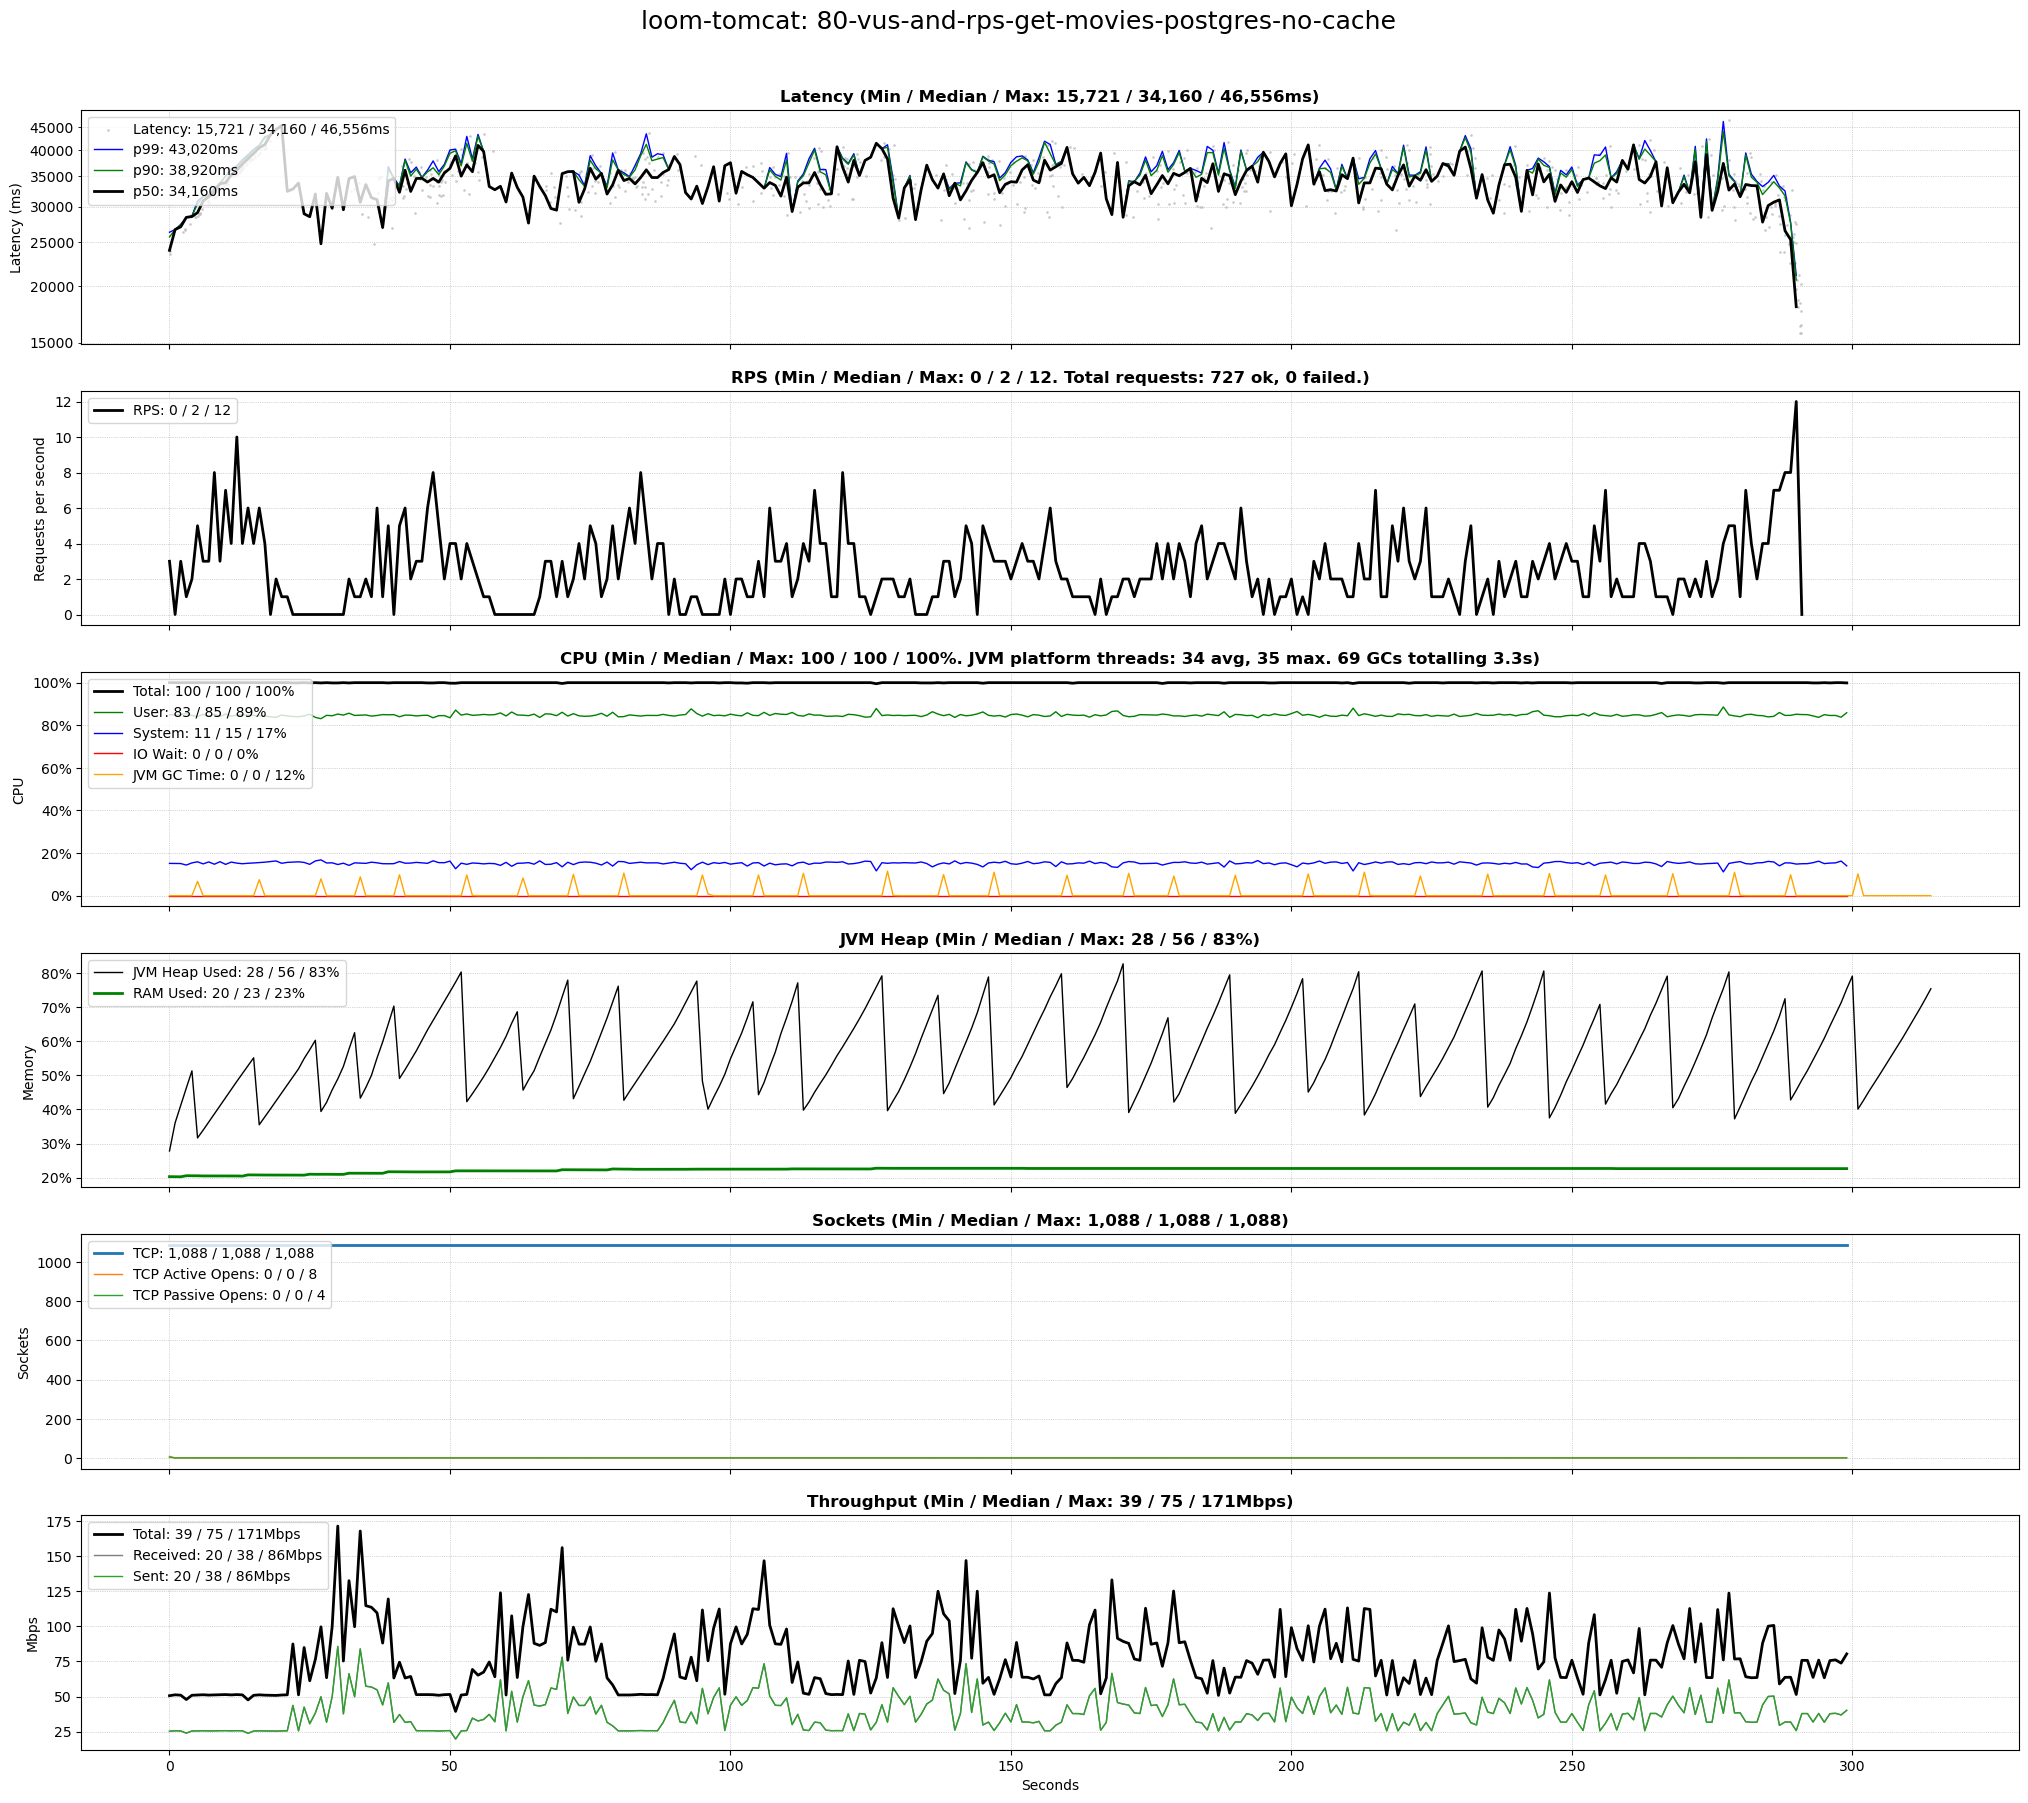 loom-tomcat: 80-vus-and-rps-get-movies-postgres-no-cache
Latency (Min / Median / Max: 15,721 / 34,160 / 46,556ms)
Latency: 15,721 / 34,160 / 46,556ms
p99: 43,020ms
p90: 38,920ms
p50: 34,160ms
Latency (ms)
45000
40000
35000
30000
25000
20000
15000
RPS (Min / Median / Max: 0 / 2 / 12. Total requests: 727 ok, 0 failed.)
RPS: 0 / 2 / 12
Requests per second
12
10
8
6
4
2
0
CPU (Min / Median / Max: 100 / 100 / 100%. JVM platform threads: 34 avg, 35 max. 69 GCs totalling 3.3s)
Total: 100 / 100 / 100%
User: 83 / 85 / 89%
System: 11 / 15 / 17%
IO Wait: 0 / 0 / 0%
JVM GC Time: 0 / 0 / 12%
CPU
100%
80%
60%
40%
20%
0%
JVM Heap (Min / Median / Max: 28 / 56 / 83%)
JVM Heap Used: 28 / 56 / 83%
RAM Used: 20 / 23 / 23%
Memory
80%
70%
60%
50%
40%
30%
20%
Sockets (Min / Median / Max: 1,088 / 1,088 / 1,088)
TCP: 1,088 / 1,088 / 1,088
TCP Active Opens: 0 / 0 / 8
TCP Passive Opens: 0 / 0 / 4
Sockets
1000
800
600
400
200
0
Throughput (Min / Median / Max: 39 / 75 / 171Mbps)
Total: 39 / 75 / 171Mbps
Received: 20 / 38 / 86Mbps
Sent: 20 / 38 / 86Mbps
Mbps
175
150
125
100
75
50
25
0 50 100 150 200 250 300
Seconds